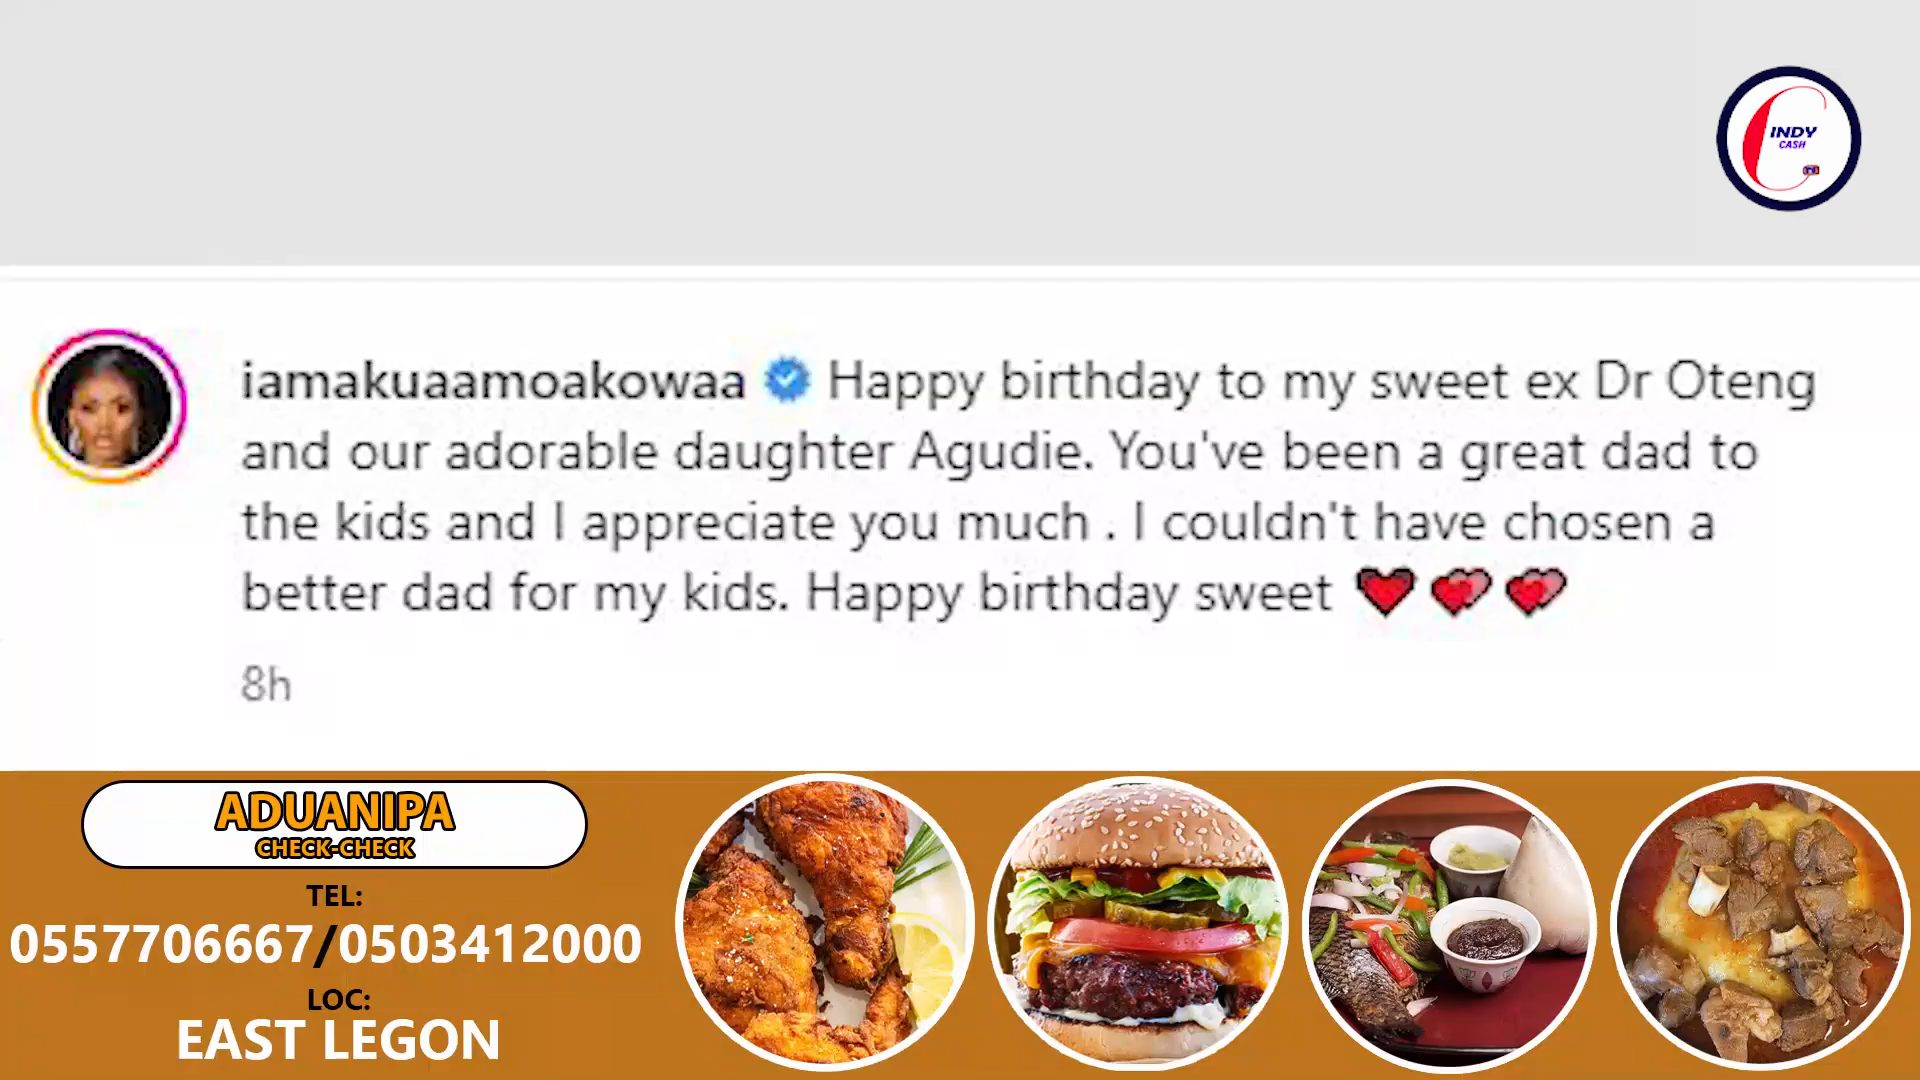 INDY
CASH
iamakuaamoakowaa Happy birthday to my sweet ex Dr Oteng
and our adorable daughter Agudie. You've been a great dad to
the kids and I appreciate you much . I couldn't have chosen a
better dad for my kids. Happy birthday sweet ❤️💕💕
8h
ADUANIPA
CHECK-CHECK
TEL:
0557706667/0503412000
LOC:
EAST LEGON